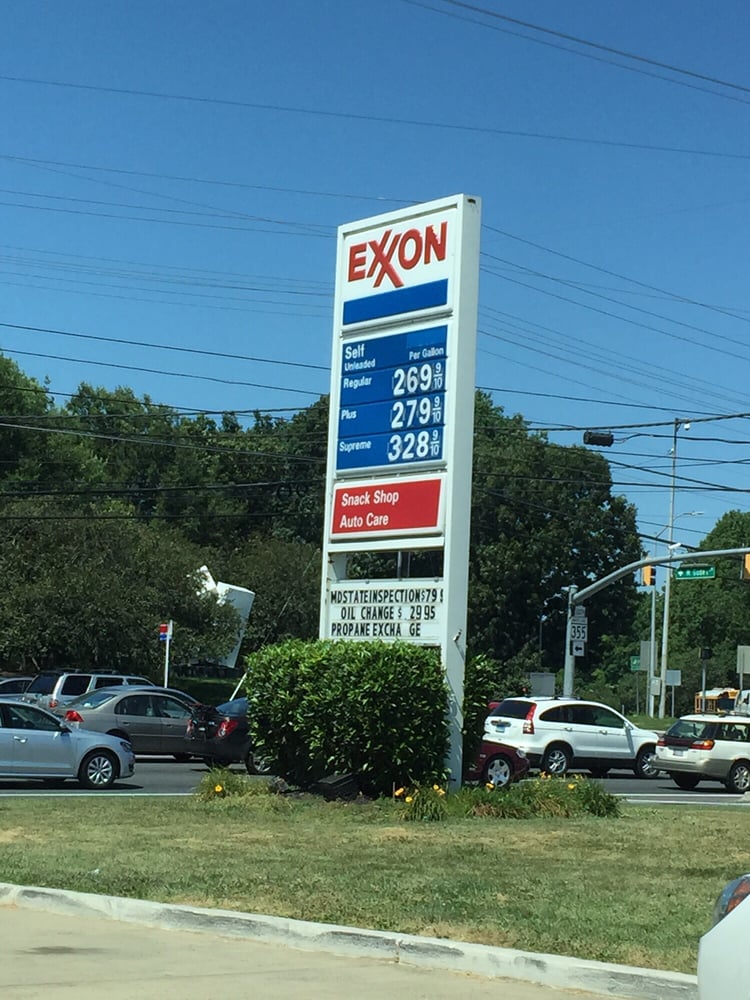 EXXON
Self
Unleaded Per Gallon
Regular 269 9/10
Plus 279 9/10
Supreme 328 9/10
Snack Shop
Auto Care
MDSTATEINSPECTION$79
OIL CHANGE $ 29 95
PROPANE EXCHA GE
355